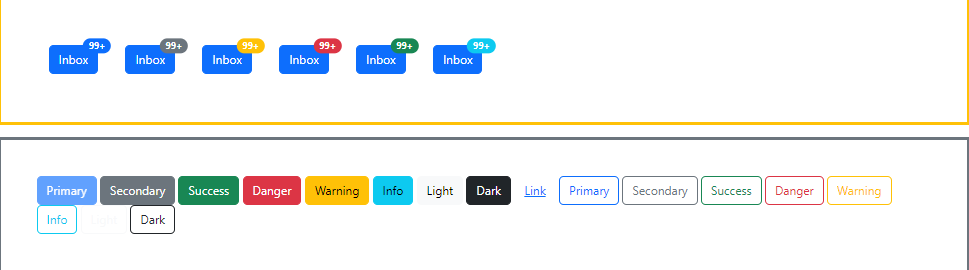 99+ 99+ 99+ 99+ 99+ 99+
Inbox Inbox Inbox Inbox Inbox Inbox
Primary Secondary Success Danger Warning Info Light Dark Link Primary Secondary Success Danger Warning
Info Light Dark